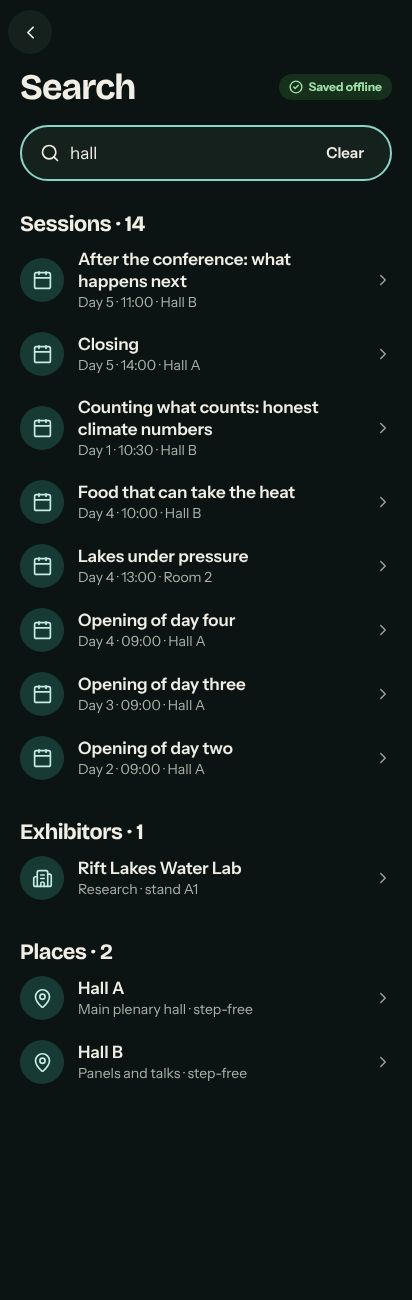 Search
Saved offline
hall
Clear
Sessions · 14
After the conference: what
happens next
Day 5 · 11:00 · Hall B
Closing
Day 5 · 14:00 · Hall A
Counting what counts: honest
climate numbers
Day 1 · 10:30 · Hall B
Food that can take the heat
Day 4 · 10:00 · Hall B
Lakes under pressure
Day 4 · 13:00 · Room 2
Opening of day four
Day 4 · 09:00 · Hall A
Opening of day three
Day 3 · 09:00 · Hall A
Opening of day two
Day 2 · 09:00 · Hall A
Exhibitors · 1
Rift Lakes Water Lab
Research · stand A1
Places · 2
Hall A
Main plenary hall · step-free
Hall B
Panels and talks · step-free